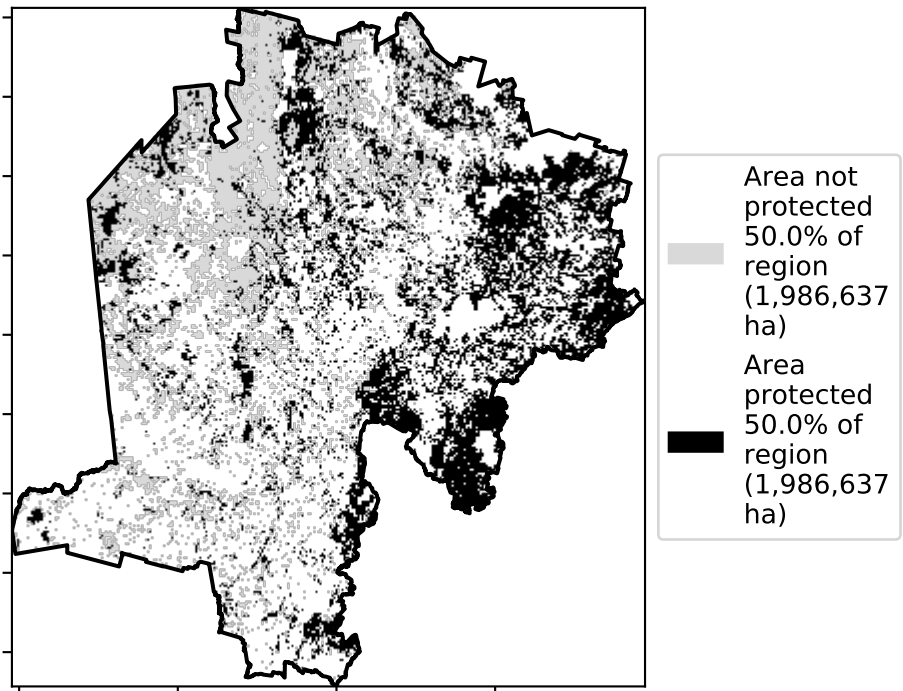 Area not
protected
50.0% of
region
(1,986,637
ha)
Area
protected
50.0% of
region
(1,986,637
ha)